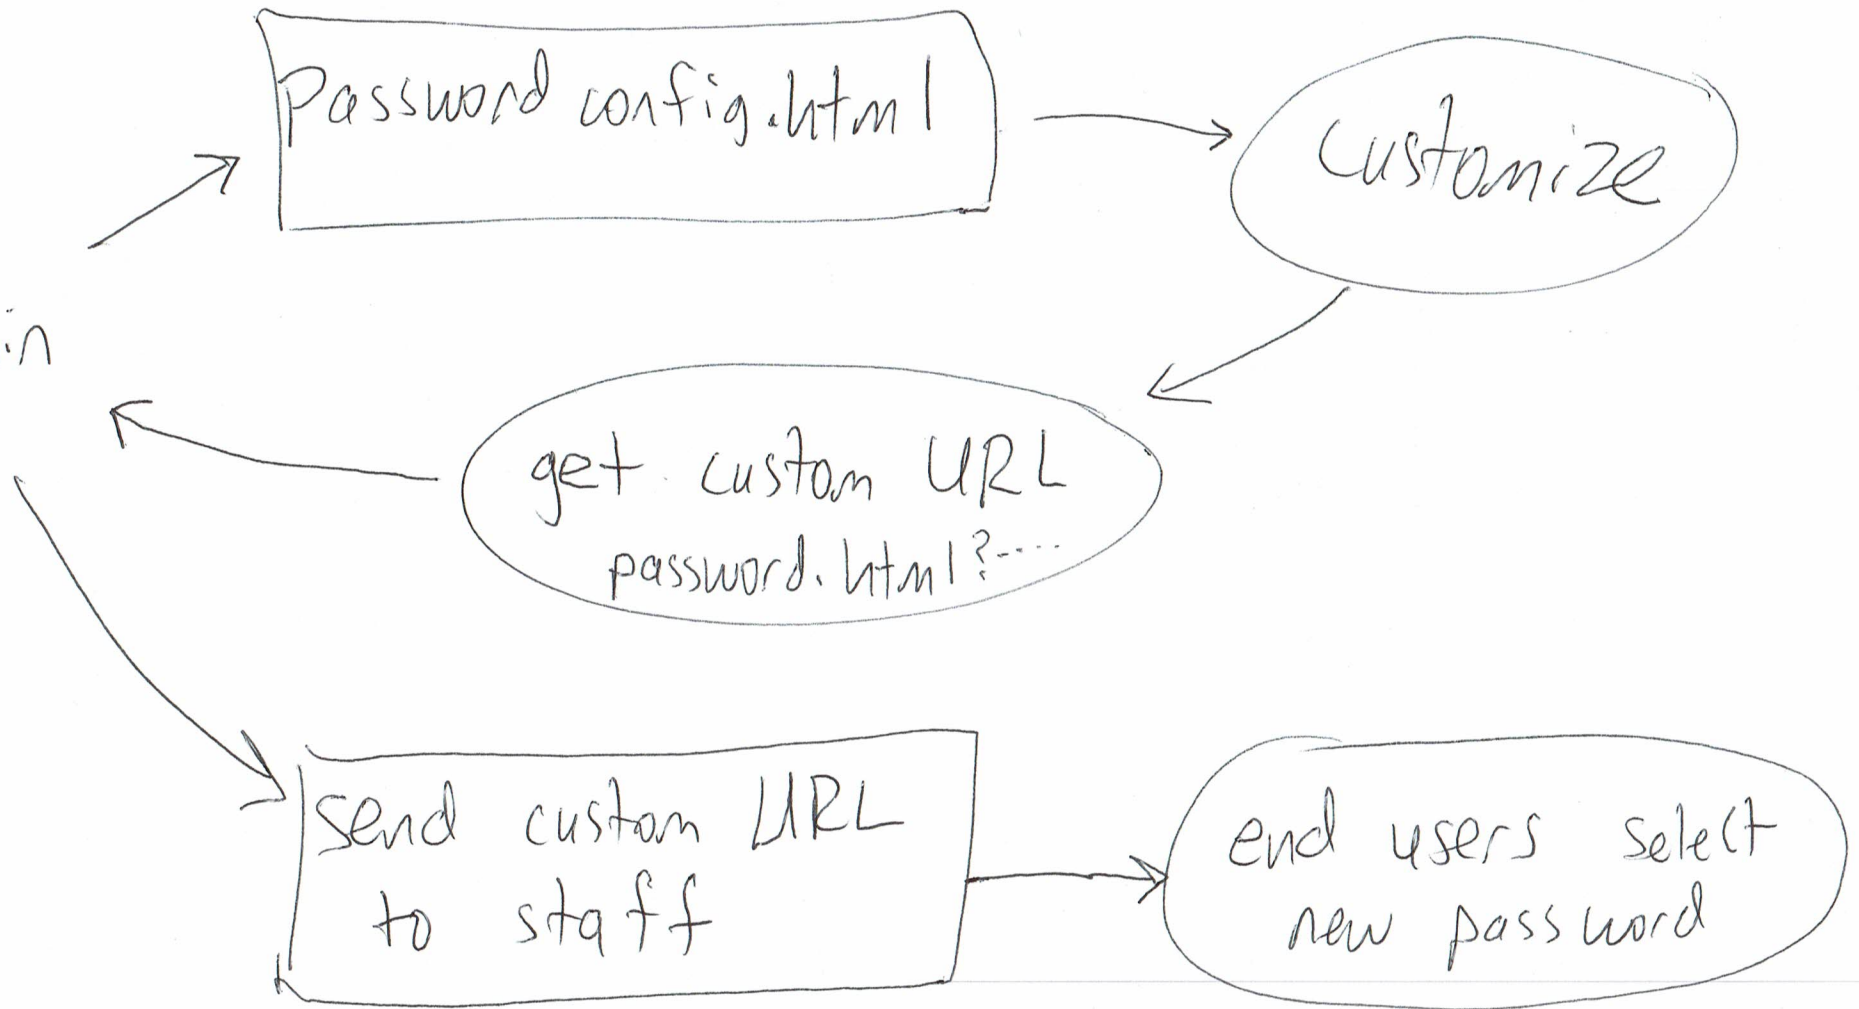 Password config.html
customize
in
get custom URL
password.html?-....
send custom URL
to staff
end users select
new password